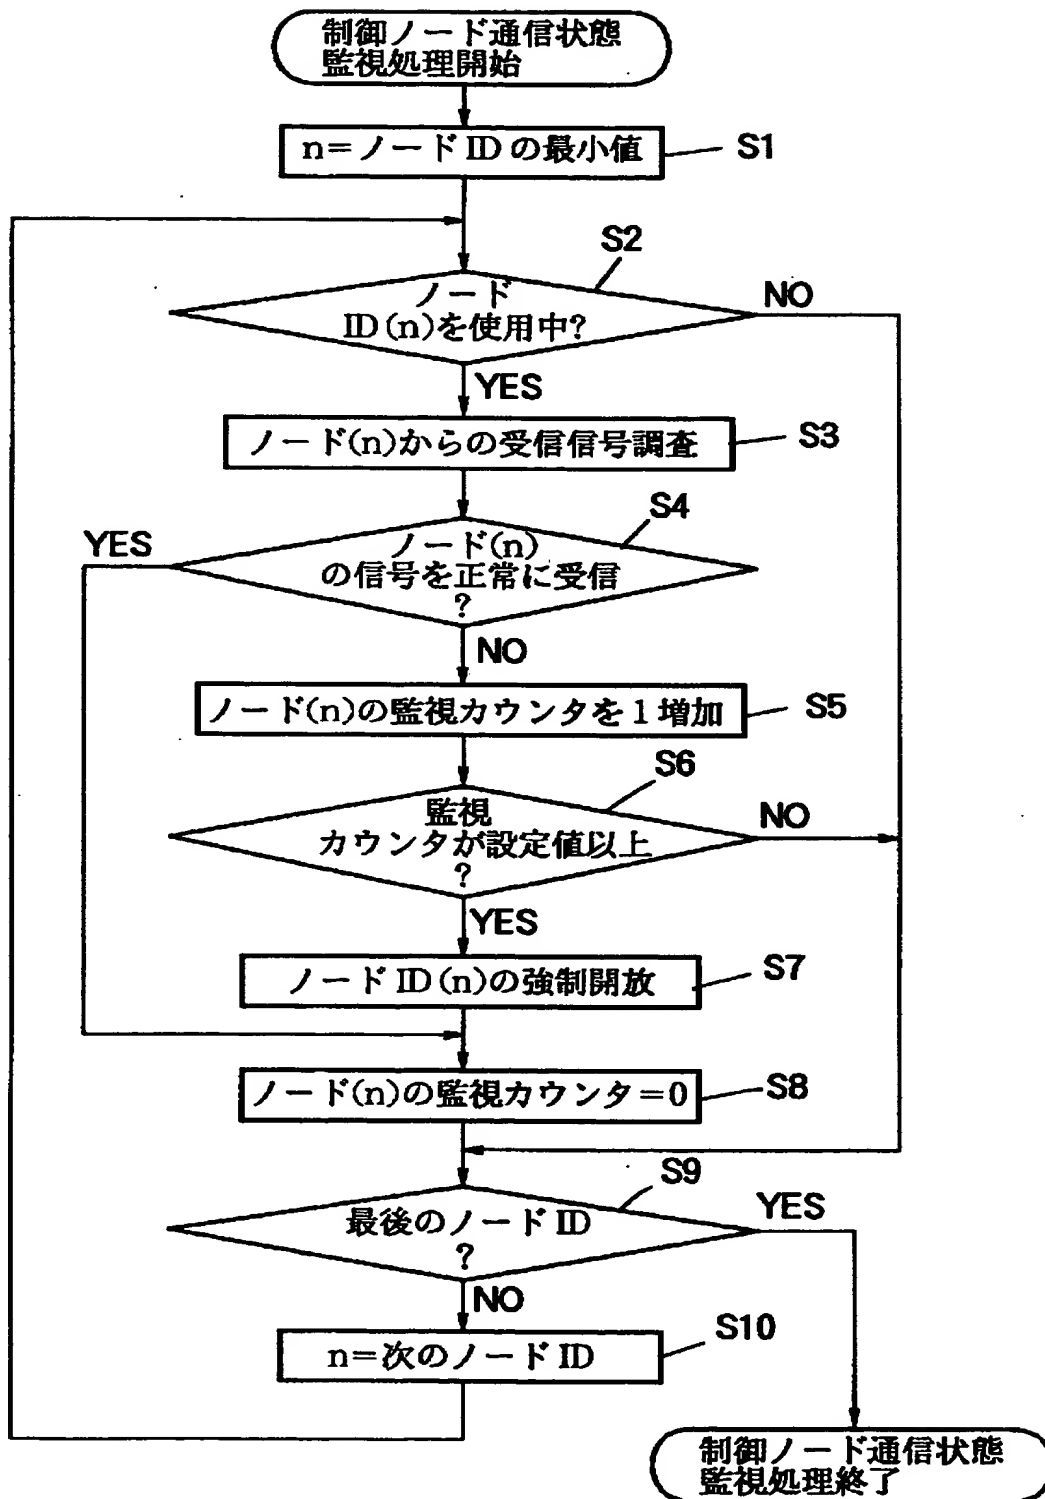 制御ノード通信状態
監視処理開始
n=ノードIDの最小値
S1
S2
ノード
ID(n)を使用中?
NO
YES
ノード(n)からの受信信号調査
S3
S4
YES
ノード(n)
の信号を正常に受信
?
NO
ノード(n)の監視カウンタを1増加
S5
S6
監視
カウンタが設定値以上
?
NO
YES
ノードID(n)の強制開放
S7
ノード(n)の監視カウンタ=0
S8
S9
最後のノードID
?
YES
NO
n=次のノードID
S10
制御ノード通信状態
監視処理終了